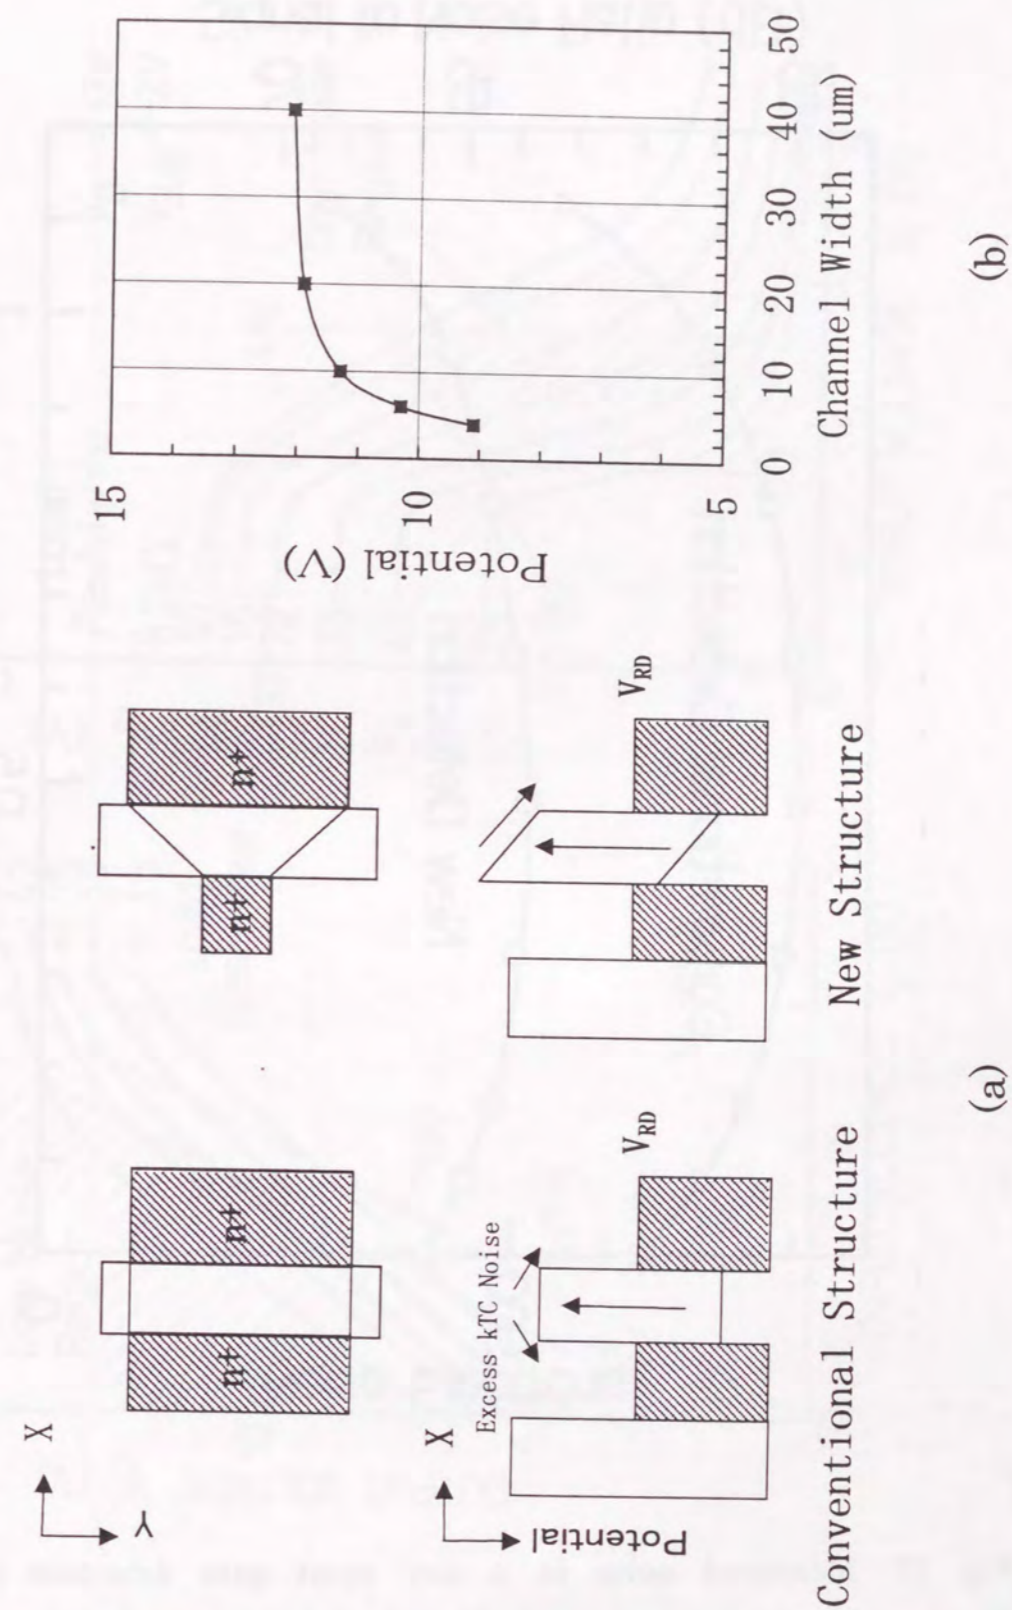 X
Y
n+
n+
n+
n+
X
Potential
Excess kTC Noise
V_RD
V_RD
Conventional Structure
New Structure
(a)
Potential (V)
15
10
5
0
10
20
30
40
50
Channel Width (um)
(b)